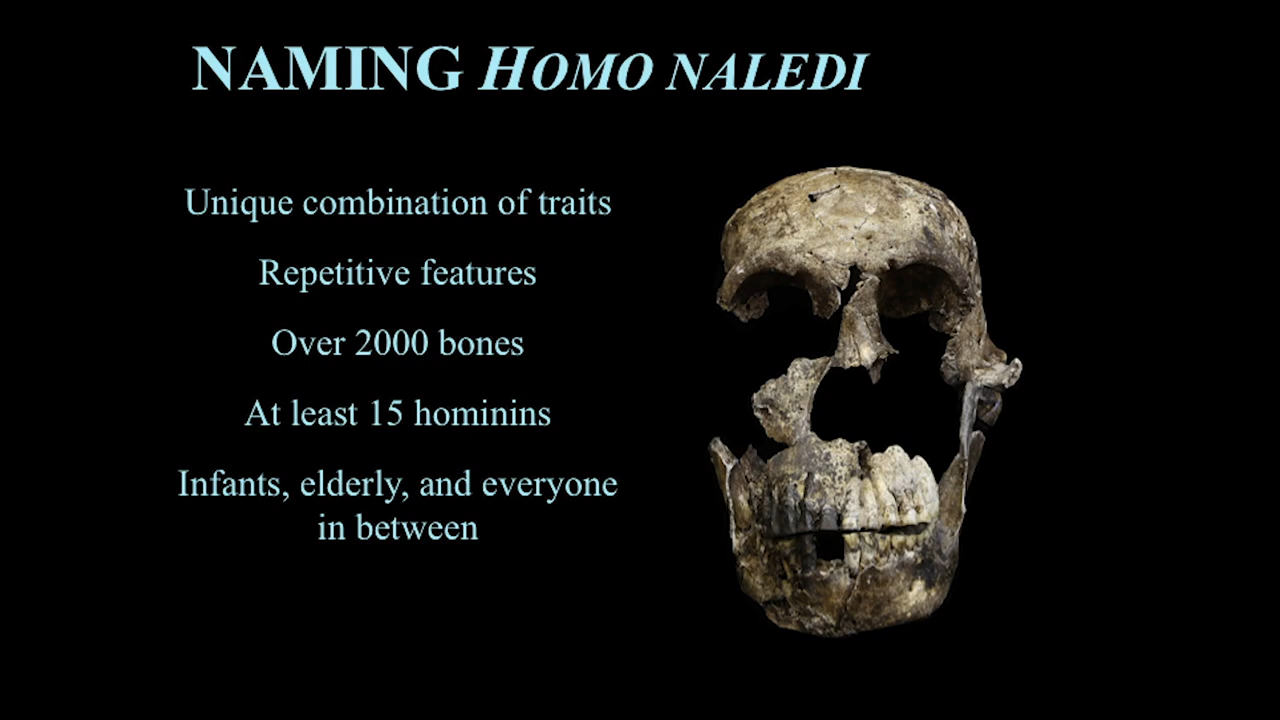 NAMING HOMO NALEDI
Unique combination of traits
Repetitive features
Over 2000 bones
At least 15 hominins
Infants, elderly, and everyone
in between